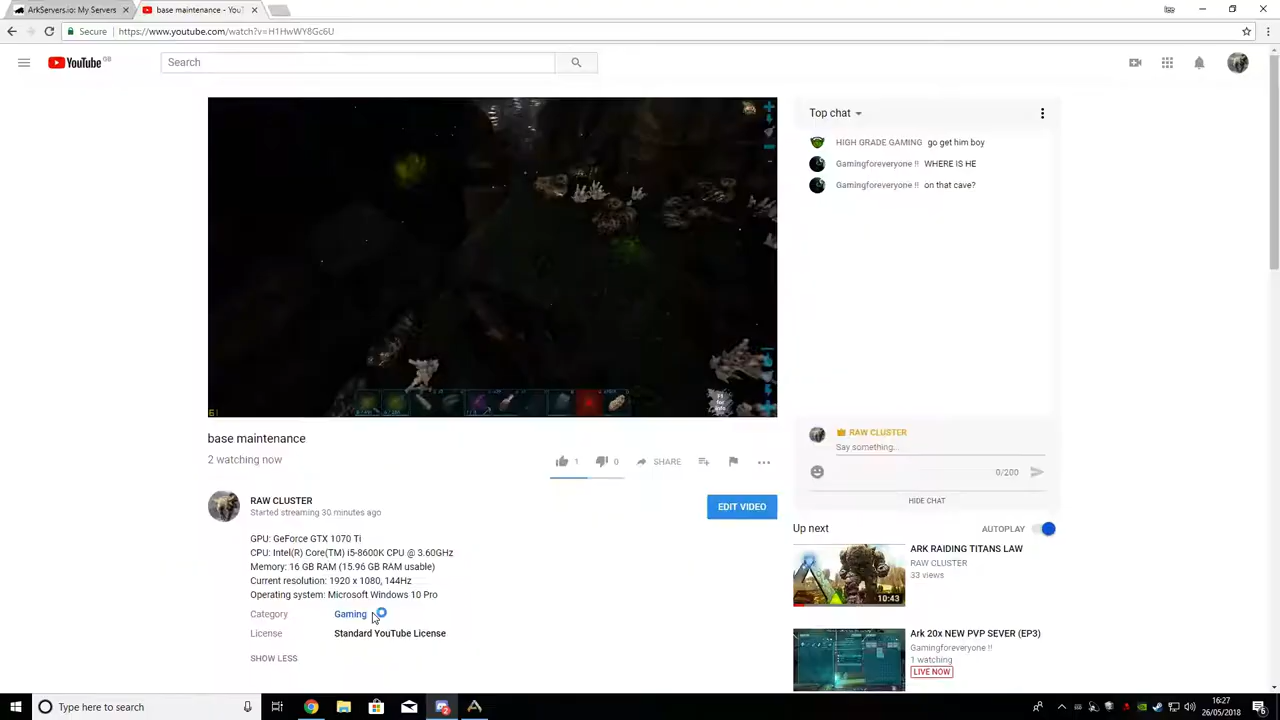 ArkServers.io: My Servers
base maintenance - You
Secure
https://www.youtube.com/watch?v=H1HwWY8Gc6U
YouTube GB
Search
Top chat
HIGH GRADE GAMING go get him boy
Gamingforeveryone !! WHERE IS HE
Gamingforeveryone !! on that cave?
61
F1
for
info
RAW CLUSTER
Say something...
0/200
HIDE CHAT
base maintenance
2 watching now
1
0
SHARE
RAW CLUSTER
Started streaming 30 minutes ago
EDIT VIDEO
GPU: GeForce GTX 1070 Ti
CPU: Intel(R) Core(TM) i5-8600K CPU @ 3.60GHz
Memory: 16 GB RAM (15.96 GB RAM usable)
Current resolution: 1920 x 1080, 144Hz
Operating system: Microsoft Windows 10 Pro
Category Gaming
License Standard YouTube License
SHOW LESS
Up next
AUTOPLAY
10:43
ARK RAIDING TITANS LAW
RAW CLUSTER
33 views
Ark 20x NEW PVP SEVER (EP3)
Gamingforeveryone !!
1 watching
LIVE NOW
Type here to search
16:27
26/05/2018